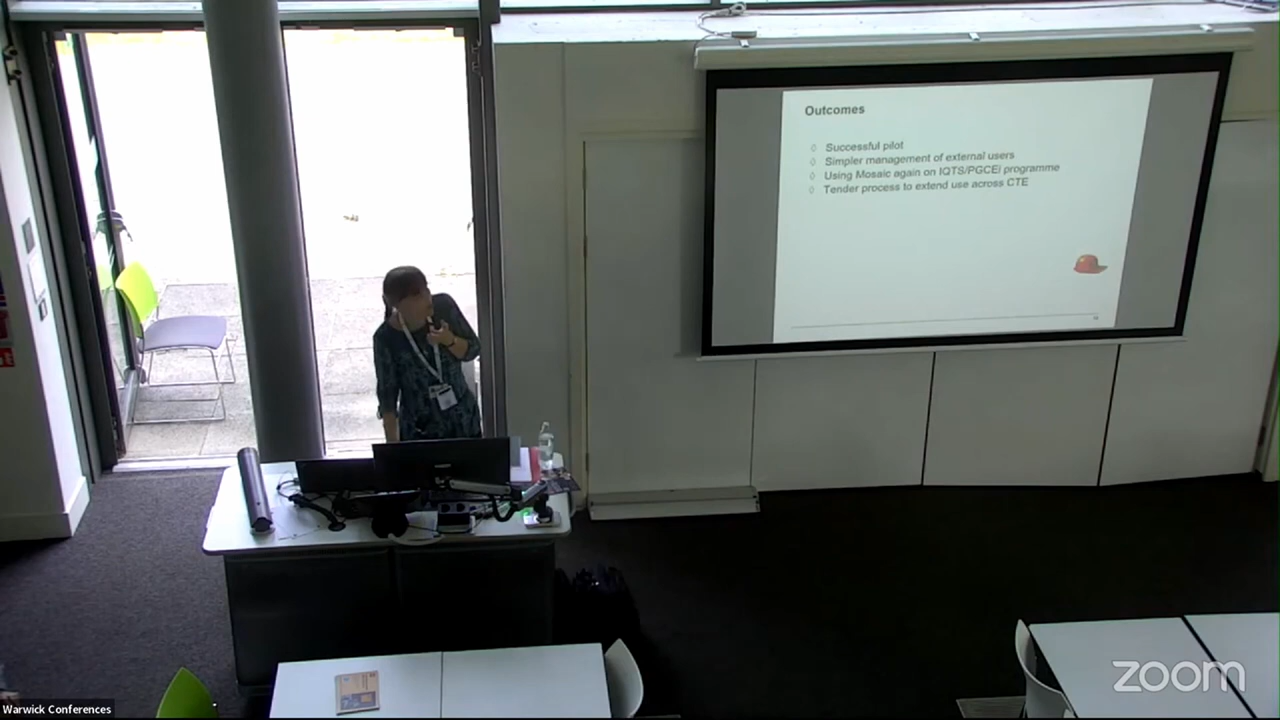 Outcomes
Successful pilot
Simpler management of external users
Using Mosaic again on IQTS/PGCEi programme
Tender process to extend use across CTE
zoom
Warwick Conferences